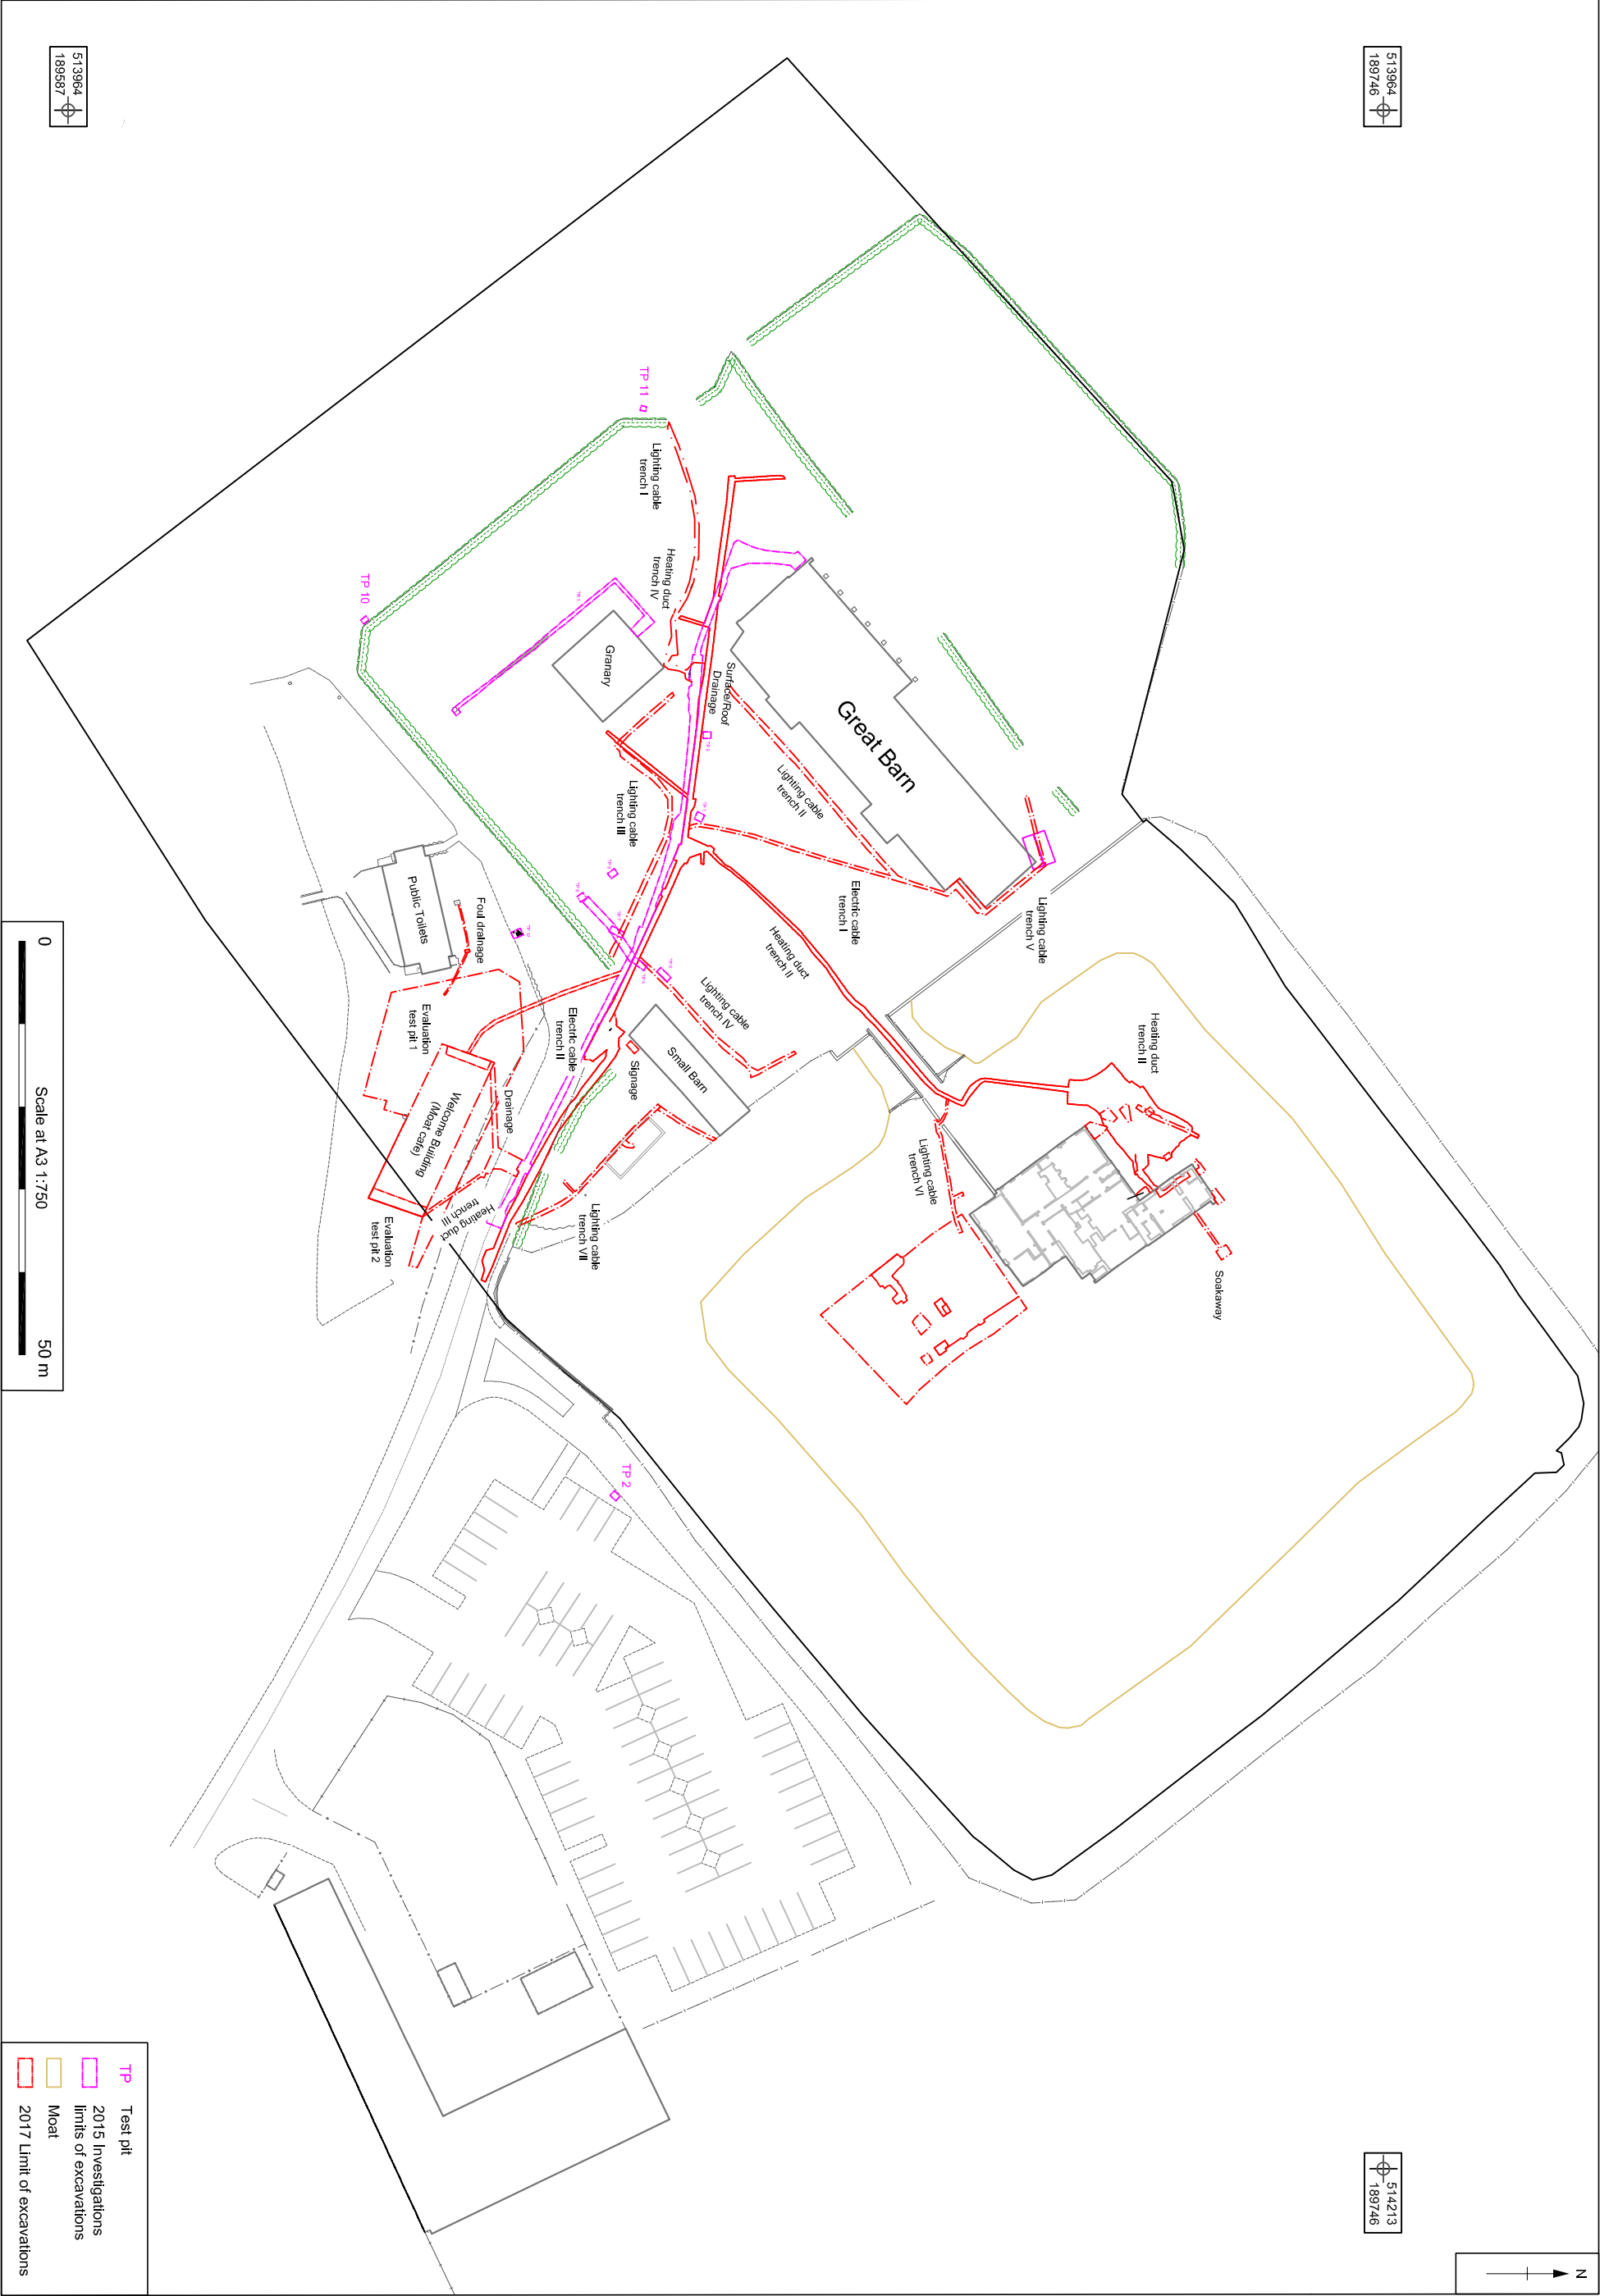 513964
189746
514213
189746
N
513964
189587
Great Barn
Heating duct
trench II
Soakaway
Lighting cable
trench V
Electric cable
trench I
Lighting cable
trench II
Heating duct
trench II
Lighting cable
trench VI
Surface/Roof
Drainage
Heating duct
trench IV
Lighting cable
trench I
TP 11
Granary
Lighting cable
trench III
Lighting cable
trench IV
Small Barn
Signage
Electric cable
trench II
Lighting cable
trench VII
TP 2
Drainage
Foul drainage
Public Toilets
Evaluation
test pit 1
Welcome Building
(Moat cafe)
Heating duct
trench III
Evaluation
test pit 2
TP 10
0
50 m
Scale at A3 1:750
TP
Test pit
2015 Investigations
limits of excavations
Moat
2017 Limit of excavations